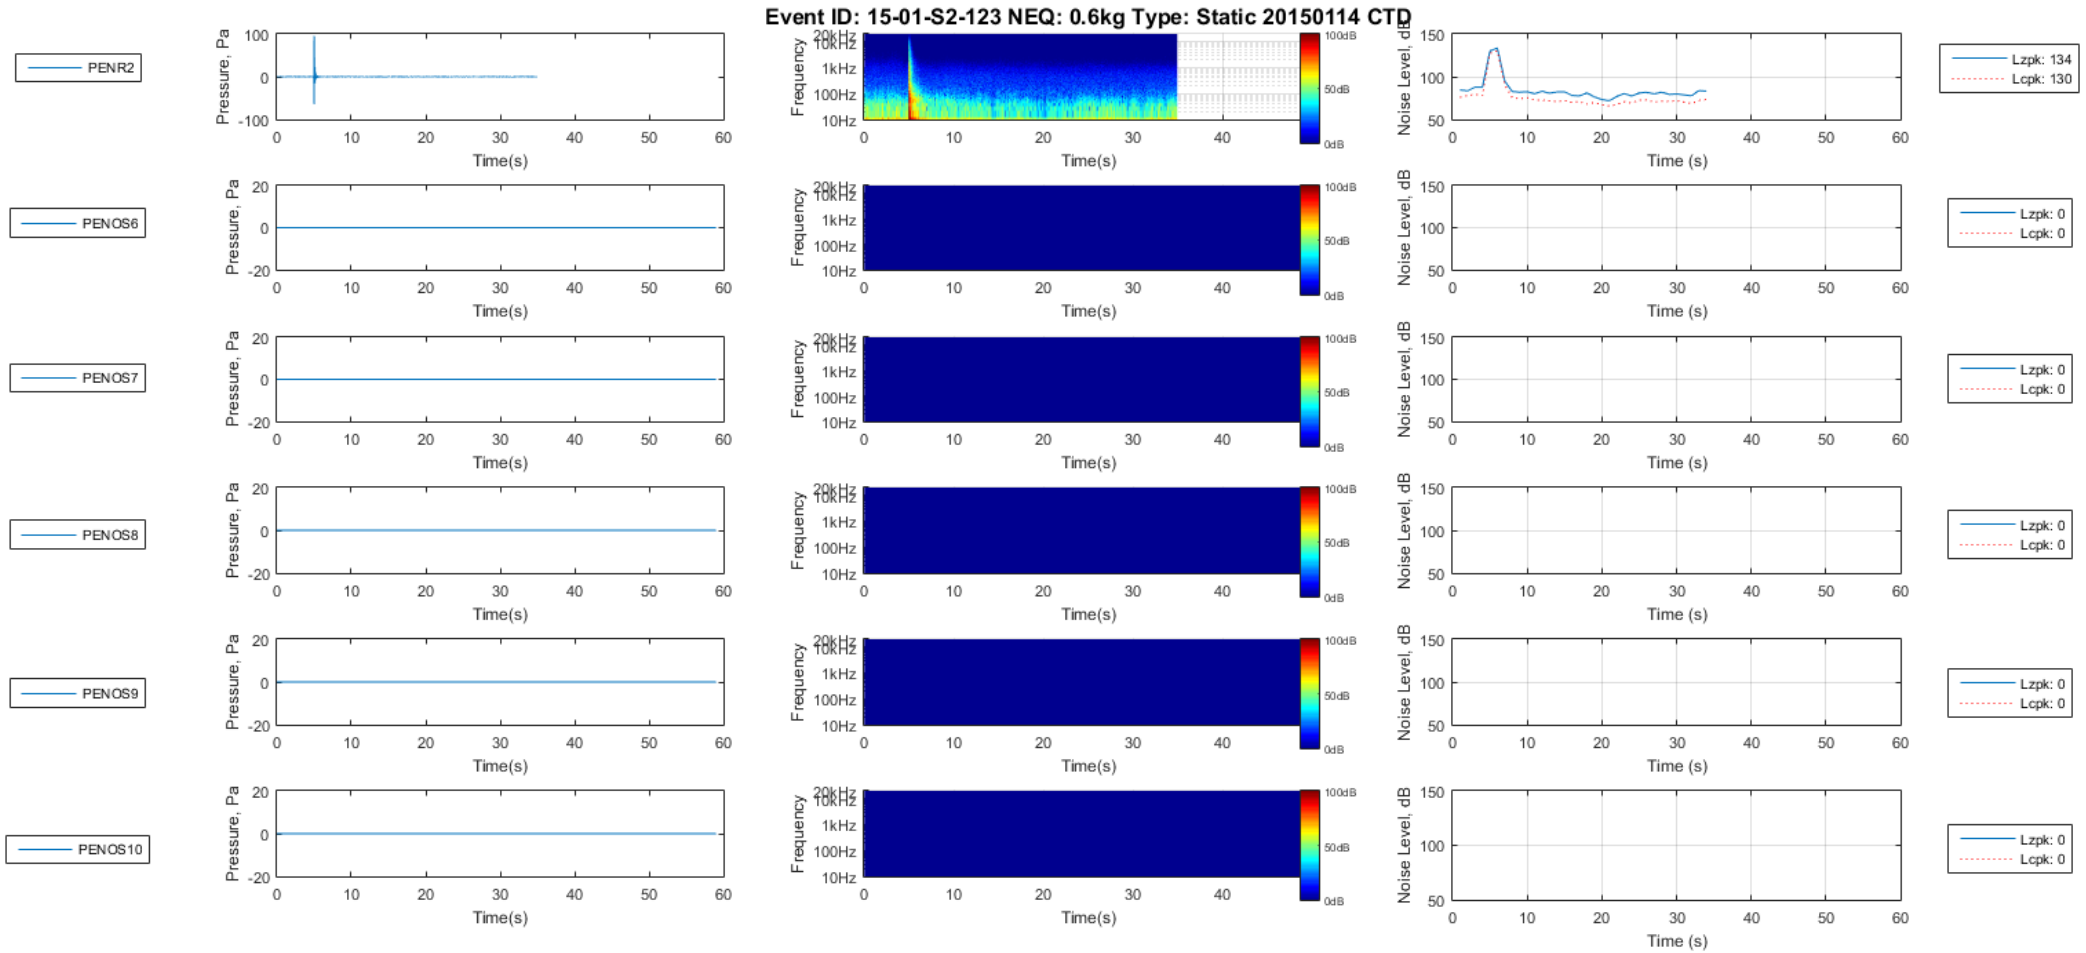 Event ID: 15-01-S2-123 NEQ: 0.6kg Type: Static 20150114 CTD
PENR2
Pressure, Pa
100
0
-100
0 10 20 30 40 50 60
Time(s)
Frequency
20kHz
10kHz
1kHz
100Hz
10Hz
0 10 20 30 40
Time(s)
100dB
50dB
0dB
Noise Level, dB
150
100
50
0 10 20 30 40 50 60
Time (s)
Lzpk: 134
Lcpk: 130
PENOS6
Pressure, Pa
20
0
-20
0 10 20 30 40 50 60
Time(s)
Frequency
20kHz
10kHz
1kHz
100Hz
10Hz
0 10 20 30 40
Time(s)
100dB
50dB
0dB
Noise Level, dB
150
100
50
0 10 20 30 40 50 60
Time (s)
Lzpk: 0
Lcpk: 0
PENOS7
Pressure, Pa
20
0
-20
0 10 20 30 40 50 60
Time(s)
Frequency
20kHz
10kHz
1kHz
100Hz
10Hz
0 10 20 30 40
Time(s)
100dB
50dB
0dB
Noise Level, dB
150
100
50
0 10 20 30 40 50 60
Time (s)
Lzpk: 0
Lcpk: 0
PENOS8
Pressure, Pa
20
0
-20
0 10 20 30 40 50 60
Time(s)
Frequency
20kHz
10kHz
1kHz
100Hz
10Hz
0 10 20 30 40
Time(s)
100dB
50dB
0dB
Noise Level, dB
150
100
50
0 10 20 30 40 50 60
Time (s)
Lzpk: 0
Lcpk: 0
PENOS9
Pressure, Pa
20
0
-20
0 10 20 30 40 50 60
Time(s)
Frequency
20kHz
10kHz
1kHz
100Hz
10Hz
0 10 20 30 40
Time(s)
100dB
50dB
0dB
Noise Level, dB
150
100
50
0 10 20 30 40 50 60
Time (s)
Lzpk: 0
Lcpk: 0
PENOS10
Pressure, Pa
20
0
-20
0 10 20 30 40 50 60
Time(s)
Frequency
20kHz
10kHz
1kHz
100Hz
10Hz
0 10 20 30 40
Time(s)
100dB
50dB
0dB
Noise Level, dB
150
100
50
0 10 20 30 40 50 60
Time (s)
Lzpk: 0
Lcpk: 0